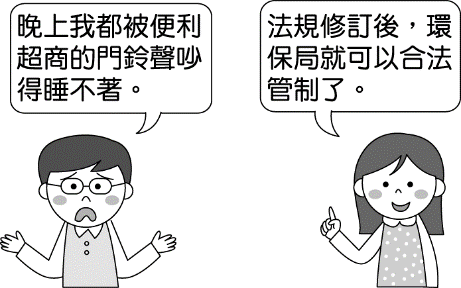 晚上我都被便利
超商的門鈴聲吵
得睡不著。
法規修訂後，環
保局就可以合法
管制了。